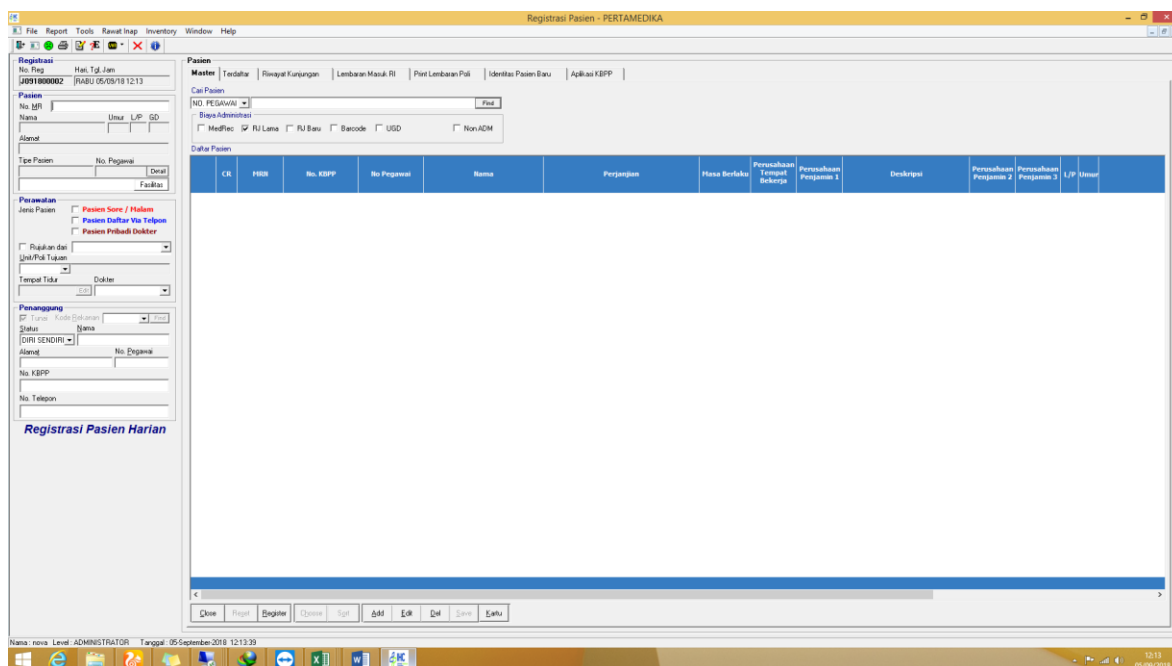 Registrasi Pasien - PERTAMEDIKA
File Report Tools Rawat Inap Inventory Window Help
Registrasi
No. Reg Hari, Tgl, Jam
J091800002 RABU 05/09/18 12:13
Pasien
No. MR
Nama Umur L/P GD
Alamat
Tipe Pasien No. Pegawai
Detail
Fasilitas
Perawatan
Jenis Pasien Pasien Sore / Malam
Pasien Daftar Via Telpon
Pasien Pribadi Dokter
Rujukan dari
Unit/Poli Tujuan
Tempat Tidur Dokter
Edit
Penanggung
Tunai Kode Rekanan Find
Status Nama
DIRI SENDIRI
Alamat No. Pegawai
No. KBPP
No. Telepon
Registrasi Pasien Harian
Pasien
Master Terdaftar Riwayat Kunjungan Lembaran Masuk RI Print Lembaran Poli Identitas Pasien Baru Aplikasi KBPP
Cari Pasien
NO. PEGAWAI Find
Biaya Administrasi
MedRec RJ Lama RJ Baru Barcode UGD Non ADM
Daftar Pasien
CR MRN No. KBPP No Pegawai Nama Perjanjian Masa Berlaku Perusahaan Tempat Bekerja Perusahaan Penjamin 1 Deskripsi Perusahaan Penjamin 2 Perusahaan Penjamin 3 L/P Umur
Close Reset Register Choose Sort Add Edit Del Save Kartu
Nama : nova Level : ADMINISTRATOR Tanggal : 05-September-2018 12:13:39
12:13
05/09/2018